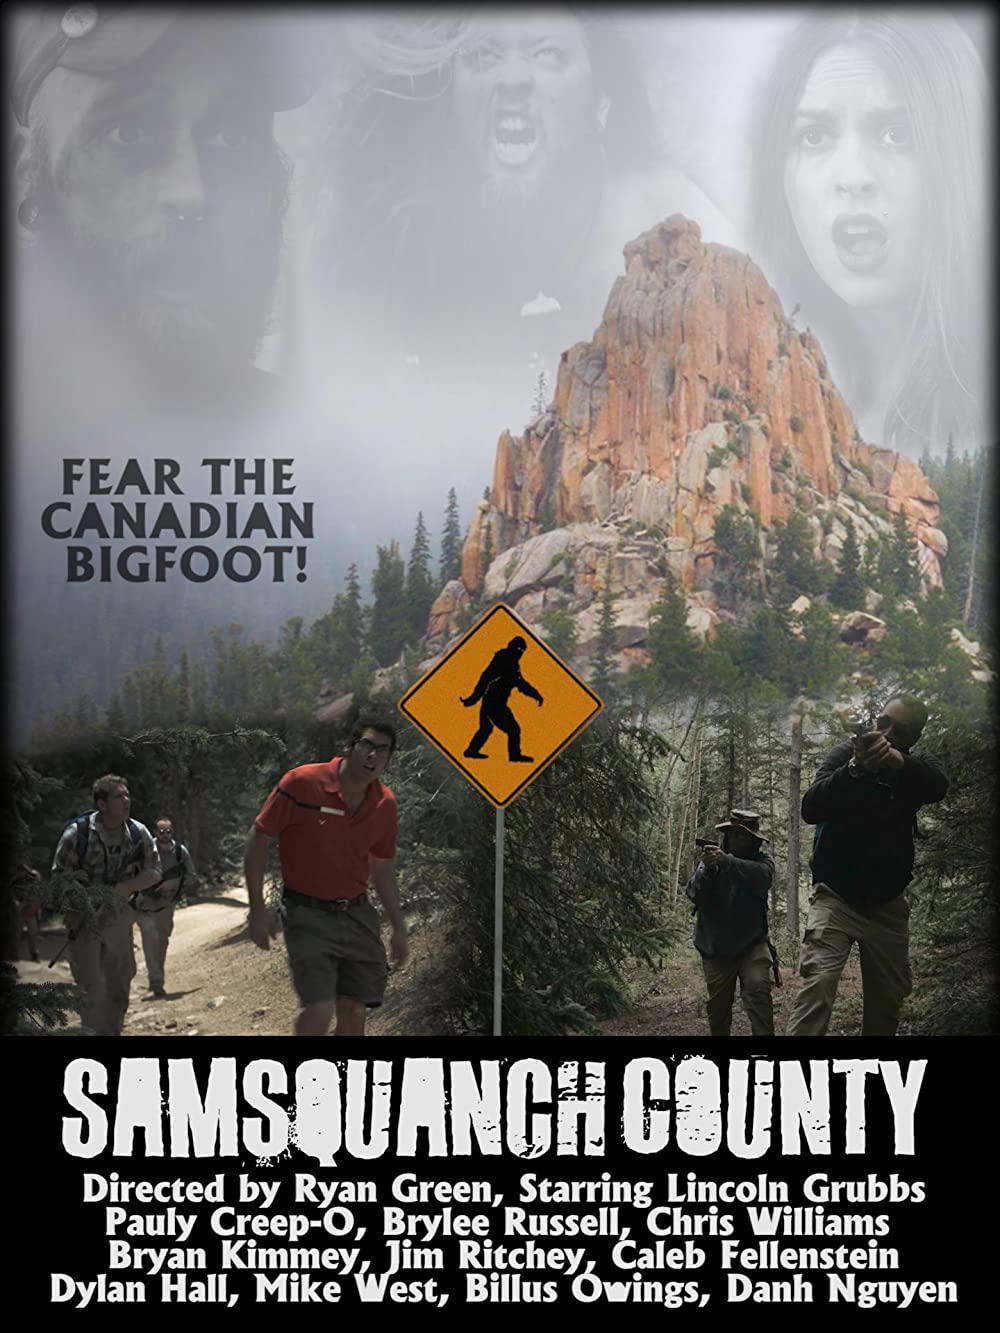 FEAR THE
CANADIAN
BIGFOOT!
SAMSQUANCH COUNTY
Directed by Ryan Green, Starring Lincoln Grubbs
Pauly Creep-O, Brylee Russell, Chris Williams
Bryan Kimmey, Jim Ritchey, Caleb Fellenstein
Dylan Hall, Mike West, Billus Owings, Danh Nguyen